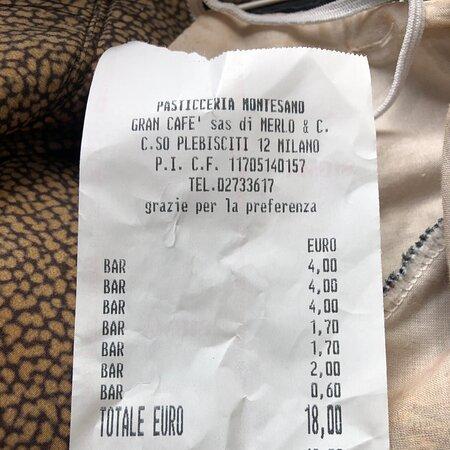 PASTICCERIA MONTESANO
GRAN CAFE' sas di MERLO & C.
C.SO PLEBISCITI 12 MILANO
P.I. C.F. 11705140157
TEL.02733617
grazie per la preferenza
EURO
BAR 4,00
BAR 4,00
BAR 4,00
BAR 1,70
BAR 1,70
BAR 2,00
BAR 0,60
TOTALE EURO 18,00